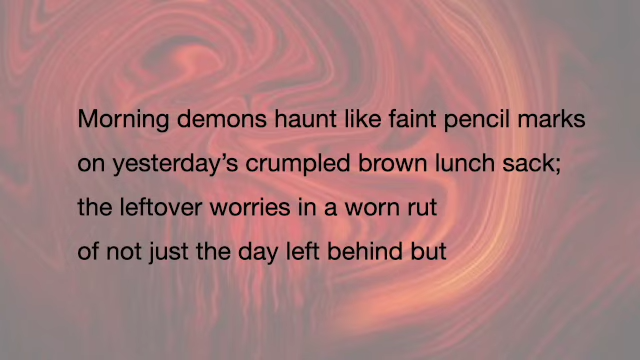 Morning demons haunt like faint pencil marks
on yesterday’s crumpled brown lunch sack;
the leftover worries in a worn rut
of not just the day left behind but